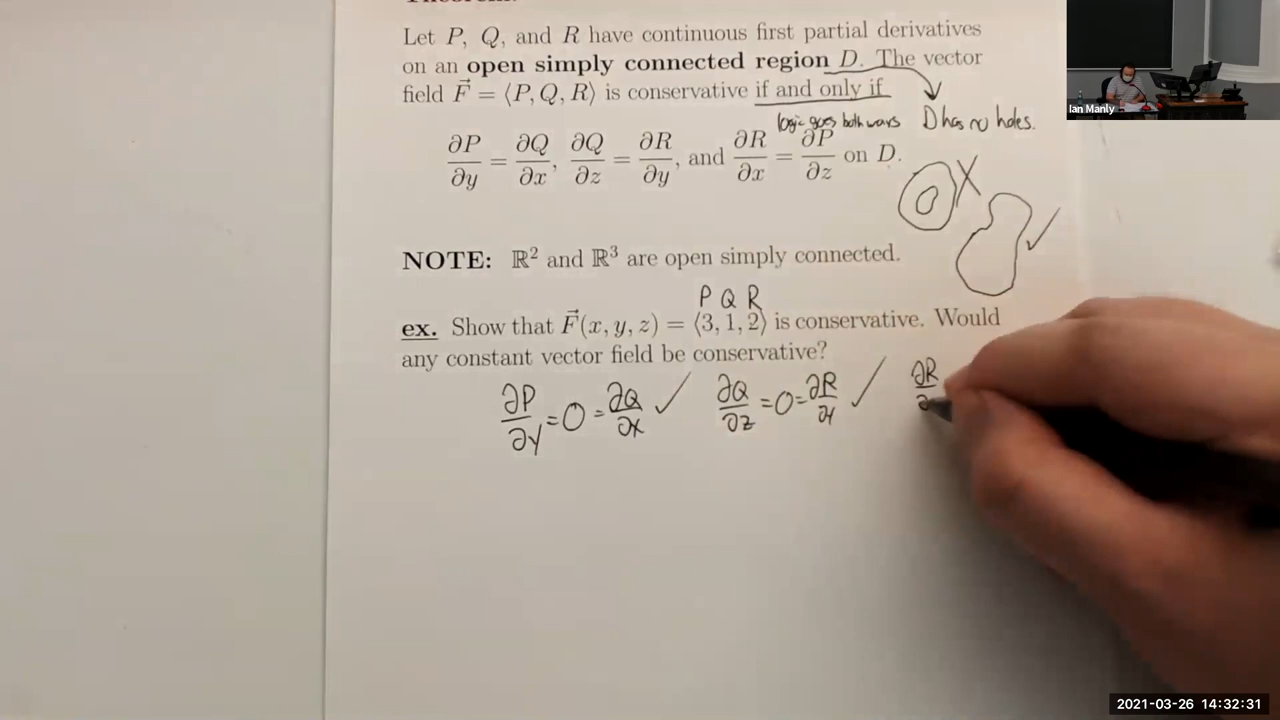 Theorem.
Let P, Q, and R have continuous first partial derivatives
on an open simply connected region D. The vector
field F⃗ = ⟨P, Q, R⟩ is conservative if and only if
logic goes both ways
D has no holes.
∂P/∂y = ∂Q/∂x, ∂Q/∂z = ∂R/∂y, and ∂R/∂x = ∂P/∂z on D.
NOTE: ℝ² and ℝ³ are open simply connected.
P Q R
ex. Show that F⃗(x, y, z) = ⟨3, 1, 2⟩ is conservative. Would
any constant vector field be conservative?
∂P/∂y = 0 = ∂Q/∂x ✓ ∂Q/∂z = 0 = ∂R/∂y ✓ ∂R/∂
Ian Manly
2021-03-26 14:32:31